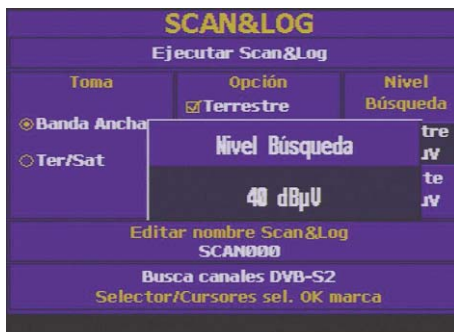 SCAN&LOG
Ejecutar Scan&Log
Toma
Opción
Nivel
Búsqueda
Terrestre
Banda Ancha
Ter/Sat
Nivel Búsqueda
40 dBµV
Editar nombre Scan&Log
SCAN000
Busca canales DVB-S2
Selector/Cursores sel. OK marca